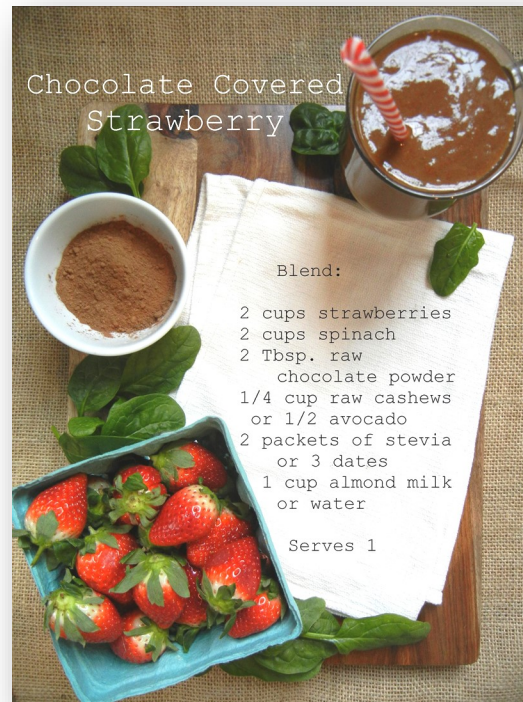 Chocolate Covered
Strawberry
Blend:
2 cups strawberries
2 cups spinach
2 Tbsp. raw
chocolate powder
1/4 cup raw cashews
or 1/2 avocado
2 packets of stevia
or 3 dates
1 cup almond milk
or water
Serves 1